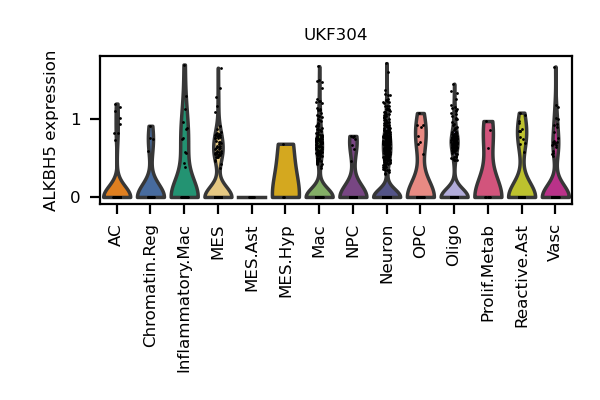 UKF304
ALKBH5 expression
1
0
AC
Chromatin.Reg
Inflammatory.Mac
MES
MES.Ast
MES.Hyp
Mac
NPC
Neuron
OPC
Oligo
Prolif.Metab
Reactive.Ast
Vasc